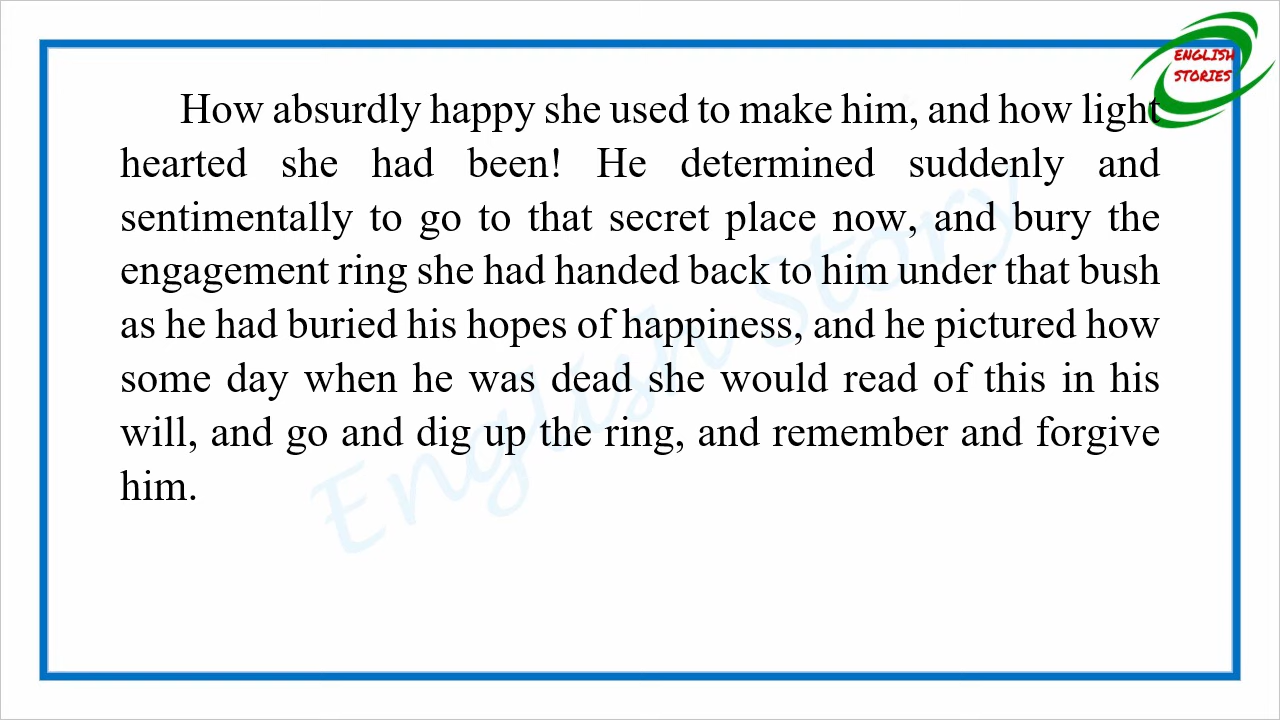 ENGLISH
STORIES
How absurdly happy she used to make him, and how light
hearted she had been! He determined suddenly and
sentimentally to go to that secret place now, and bury the
engagement ring she had handed back to him under that bush
as he had buried his hopes of happiness, and he pictured how
some day when he was dead she would read of this in his
will, and go and dig up the ring, and remember and forgive
him.
English Story